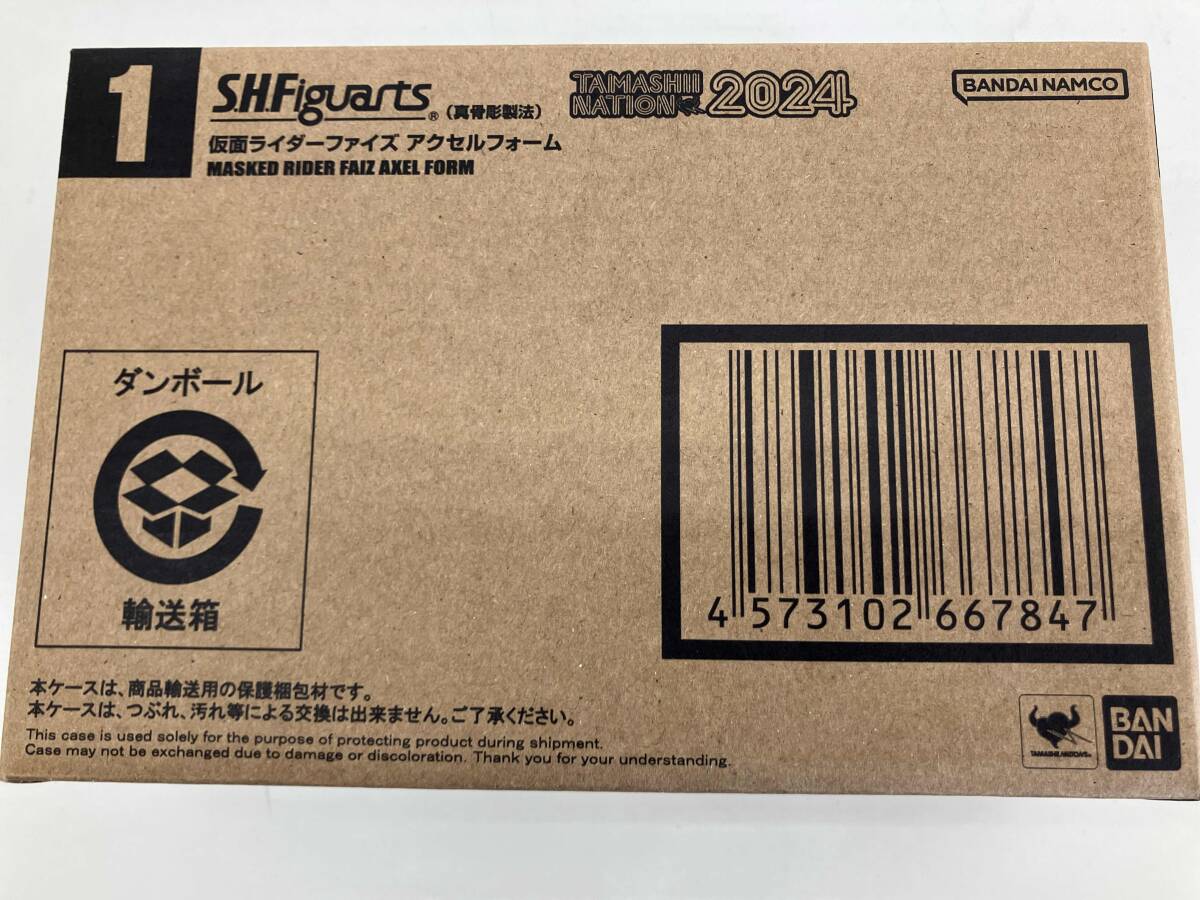 1
S.H.Figuarts® (真骨彫製法)
TAMASHII NATION 2024
BANDAI NAMCO
仮面ライダーファイズ アクセルフォーム
MASKED RIDER FAIZ AXEL FORM
ダンボール
輸送箱
4 573102 667847
本ケースは、商品輸送用の保護梱包材です。
本ケースは、つぶれ、汚れ等による交換は出来ません。ご了承ください。
This case is used solely for the purpose of protecting product during shipment.
Case may not be exchanged due to damage or discoloration. Thank you for your understanding.
TAMASHII NATIONS
BAN
DAI